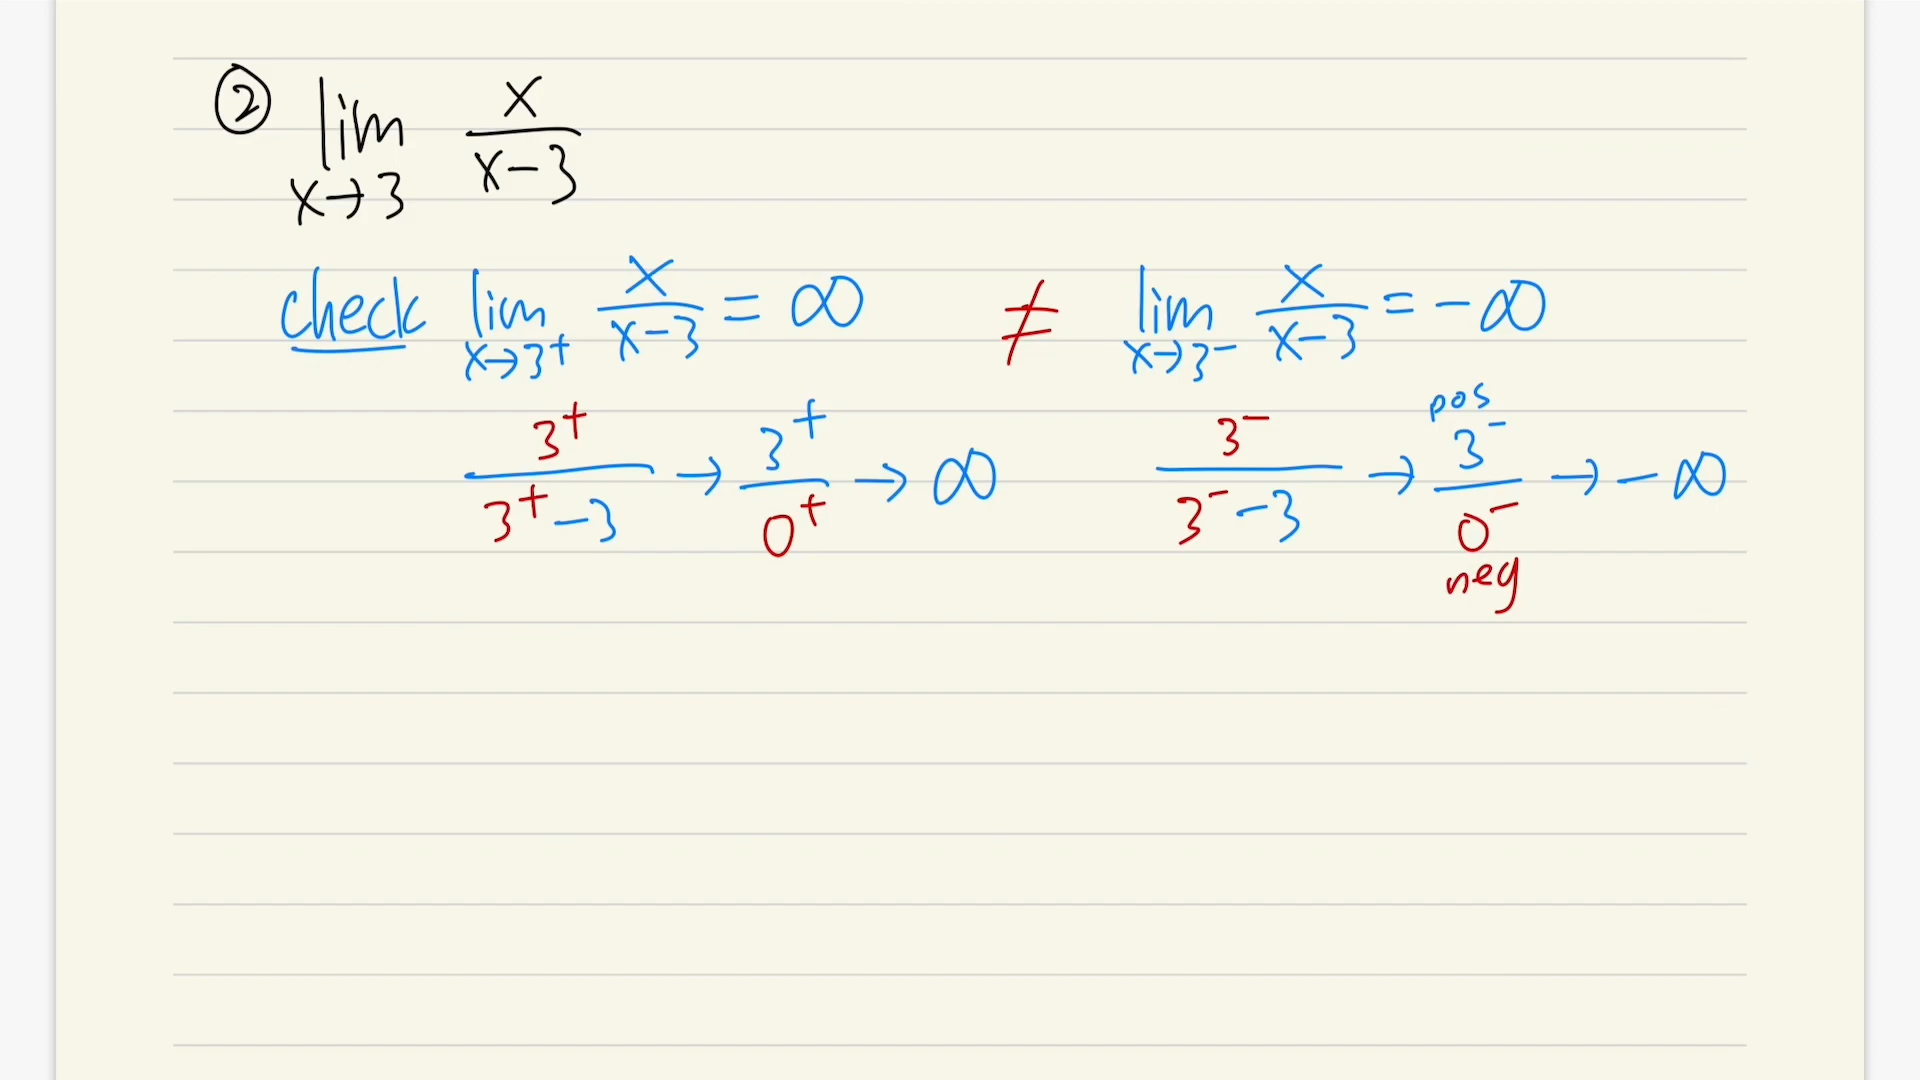 ② lim x→3 x/(x-3)
check lim x→3⁺ x/(x-3) = ∞ ≠ lim x→3⁻ x/(x-3) = -∞
3⁺/(3⁺-3) → 3⁺/0⁺ → ∞ 3⁻/(3⁻-3) → pos 3⁻/0⁻ neg → -∞